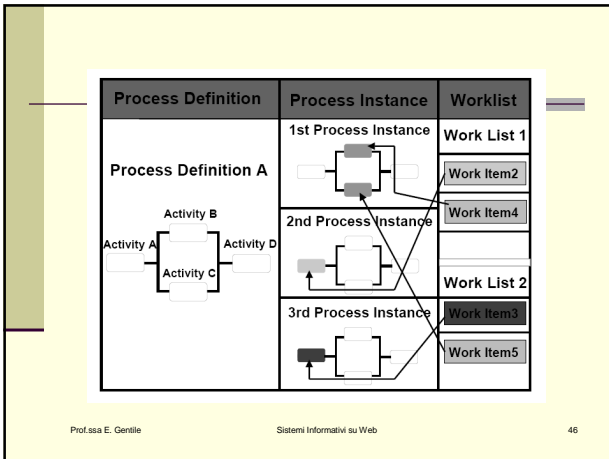 Process Definition
Process Instance
Worklist
Process Definition A
Activity B
Activity A
Activity D
Activity C
1st Process Instance
2nd Process Instance
3rd Process Instance
Work List 1
Work Item2
Work Item4
Work List 2
Work Item3
Work Item5
Prof.ssa E. Gentile
Sistemi Informativi su Web
46